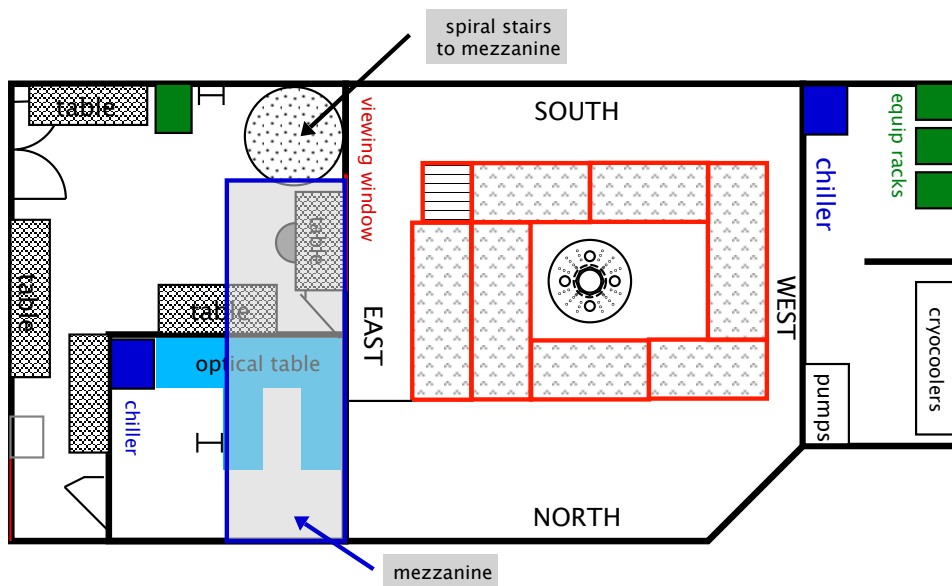 spiral stairs
to mezzanine
table
viewing window
SOUTH
equip racks
chiller
table
table
table
EAST
WEST
optical table
cryocoolers
pumps
chiller
NORTH
mezzanine